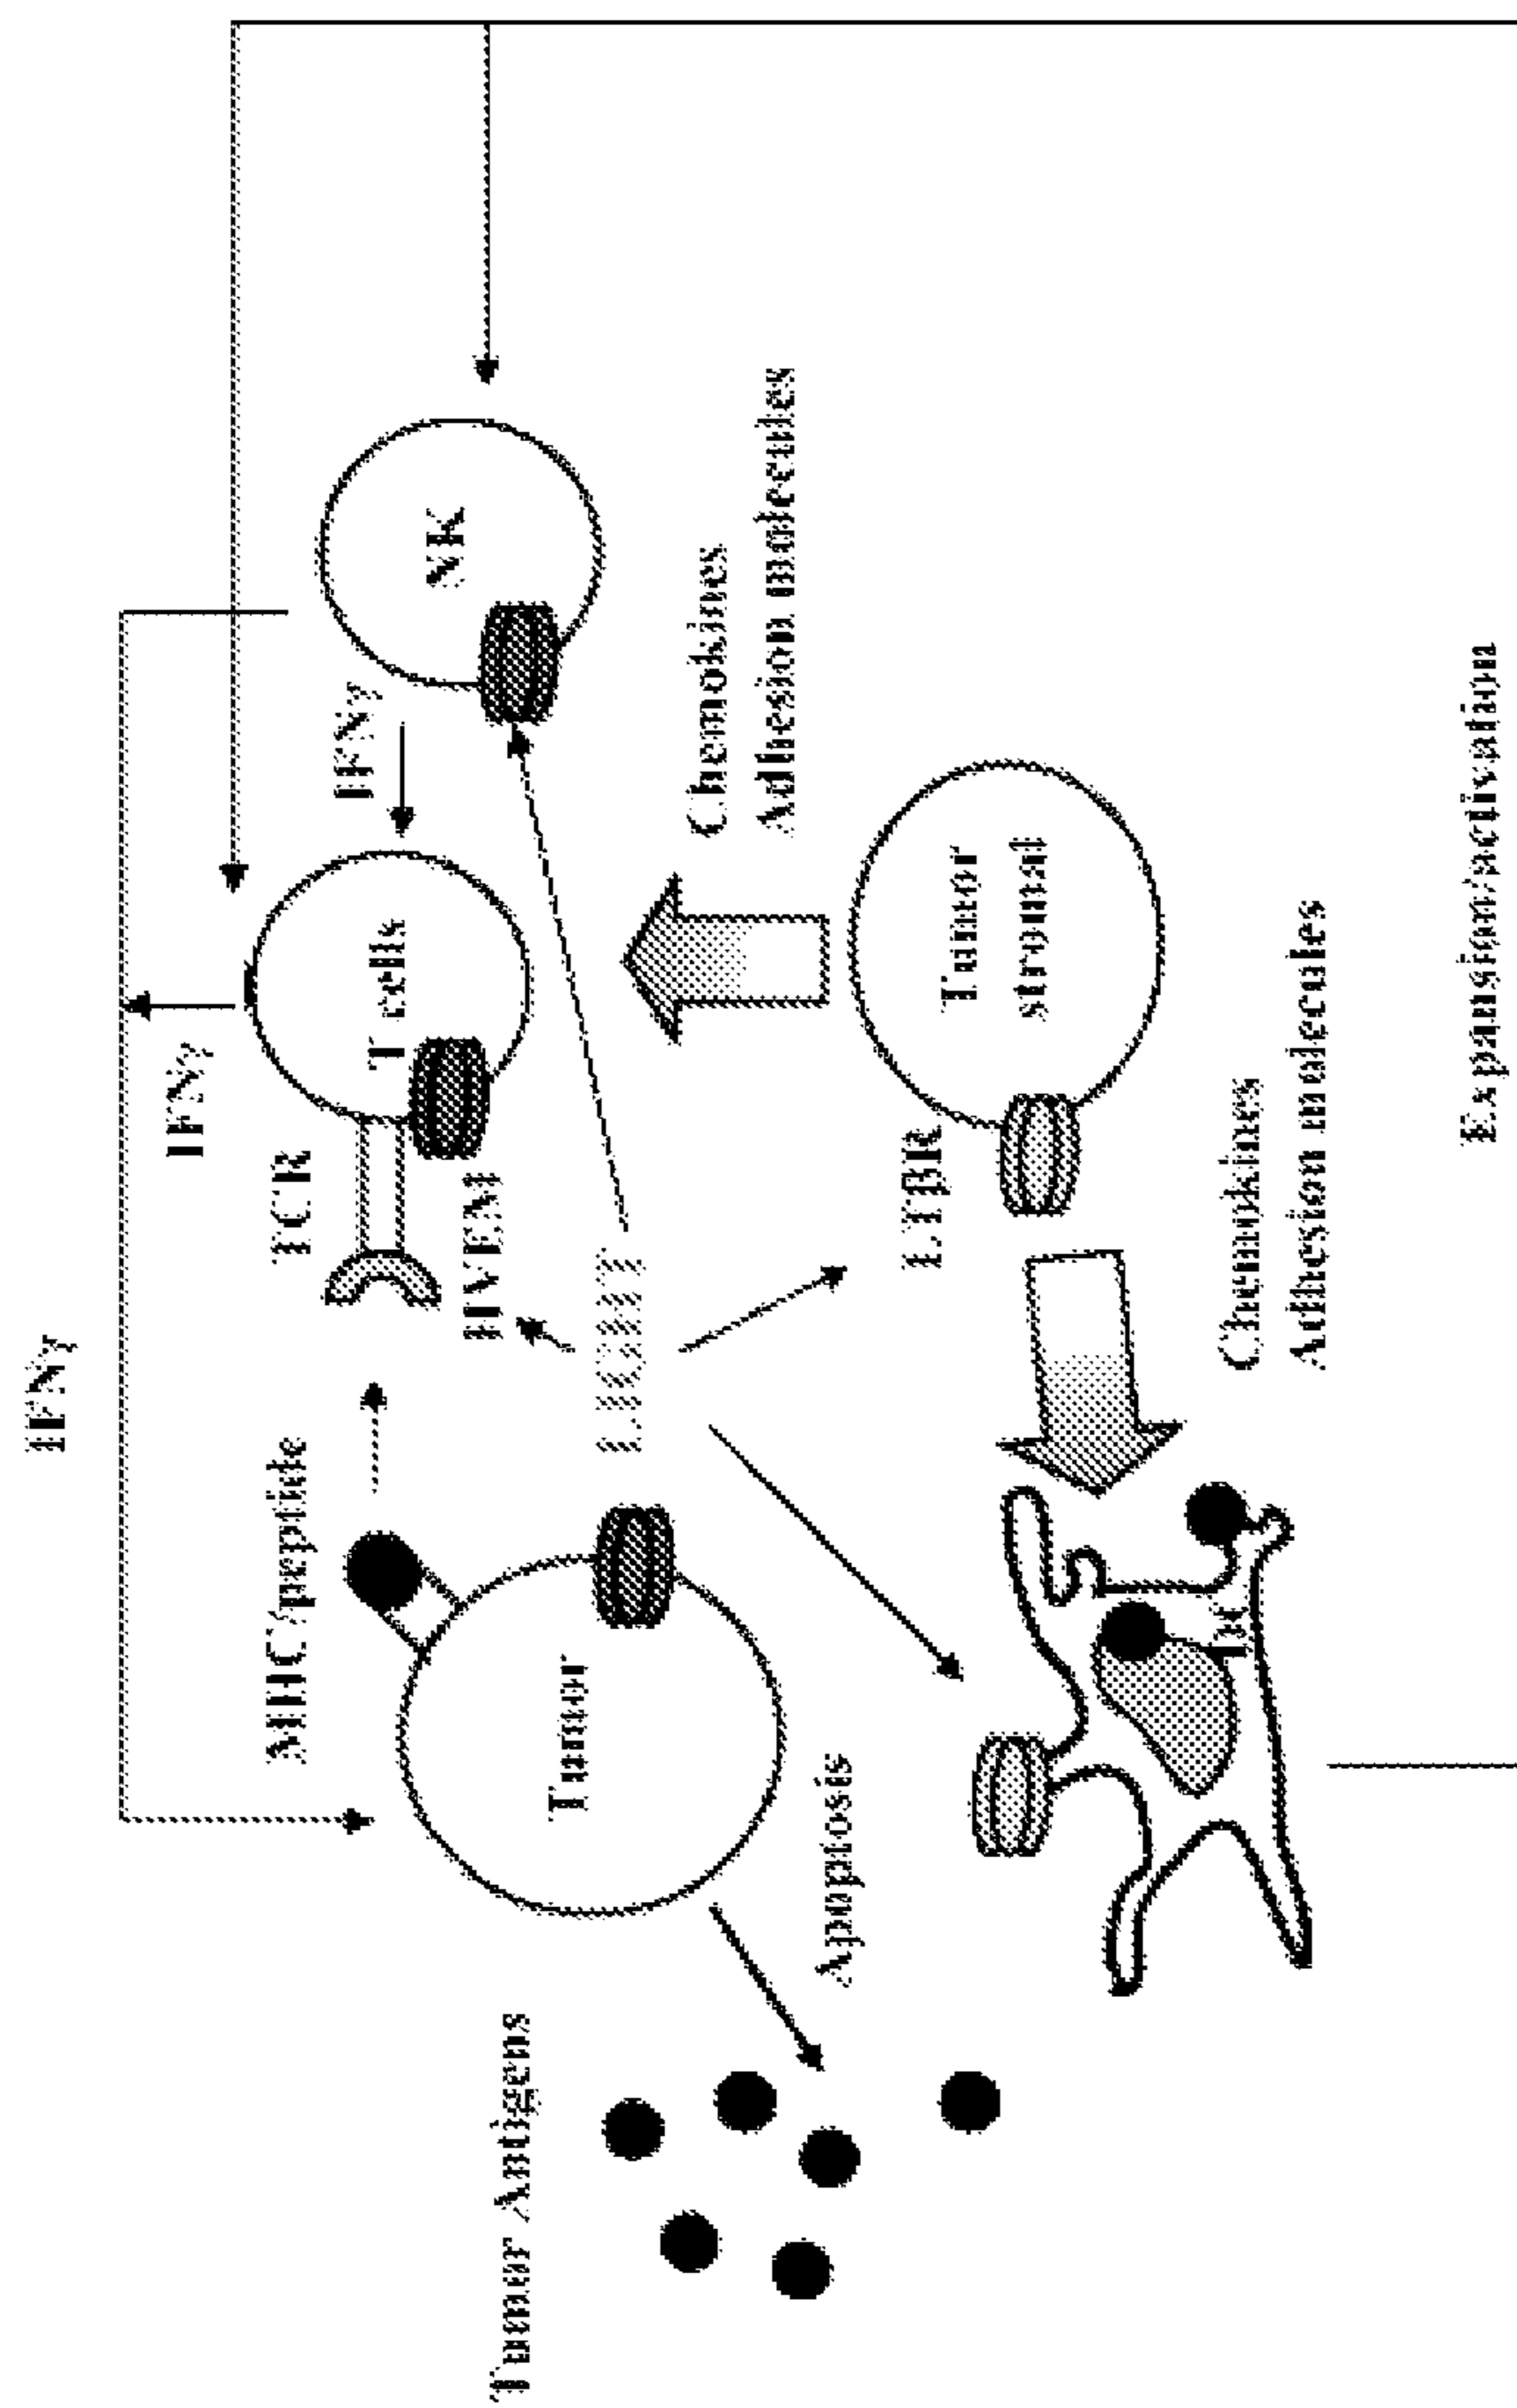 IFNγ
IFNγ
MHC/peptide
TCR
IFNγ
T cells
NK
HVEM
Tumor Antigens
Tumor
LIGHT
Chemokines
Adhesion molecules
Apoptosis
LTβR
Tumor
stromal
DC
Chemokines
Adhesion molecules
Expansion/activation